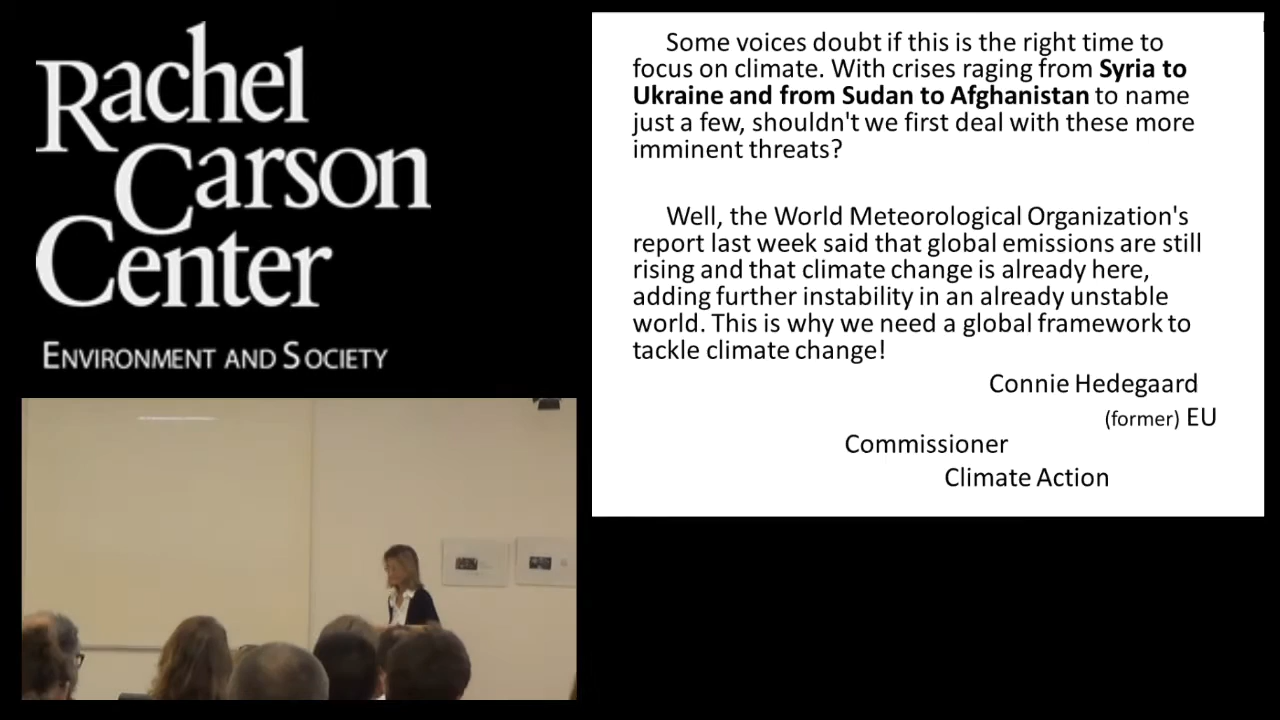 Rachel
Carson
Center
ENVIRONMENT AND SOCIETY
Some voices doubt if this is the right time to
focus on climate. With crises raging from Syria to
Ukraine and from Sudan to Afghanistan to name
just a few, shouldn't we first deal with these more
imminent threats?
Well, the World Meteorological Organization's
report last week said that global emissions are still
rising and that climate change is already here,
adding further instability in an already unstable
world. This is why we need a global framework to
tackle climate change!
Connie Hedegaard
(former) EU
Commissioner
Climate Action